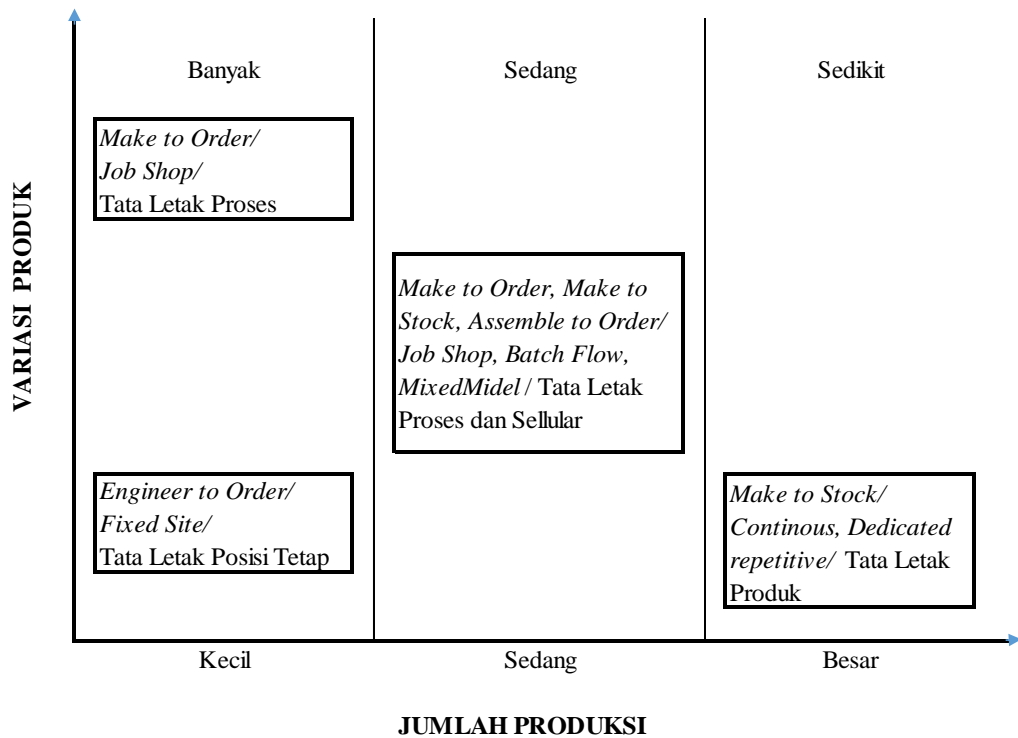 Banyak
Sedang
Sedikit
Make to Order/
Job Shop/
Tata Letak Proses
VARIASI PRODUK
Make to Order, Make to
Stock, Assemble to Order/
Job Shop, Batch Flow,
MixedMidel / Tata Letak
Proses dan Sellular
Engineer to Order/
Fixed Site/
Tata Letak Posisi Tetap
Make to Stock/
Continous, Dedicated
repetitive/ Tata Letak
Produk
Kecil
Sedang
Besar
JUMLAH PRODUKSI